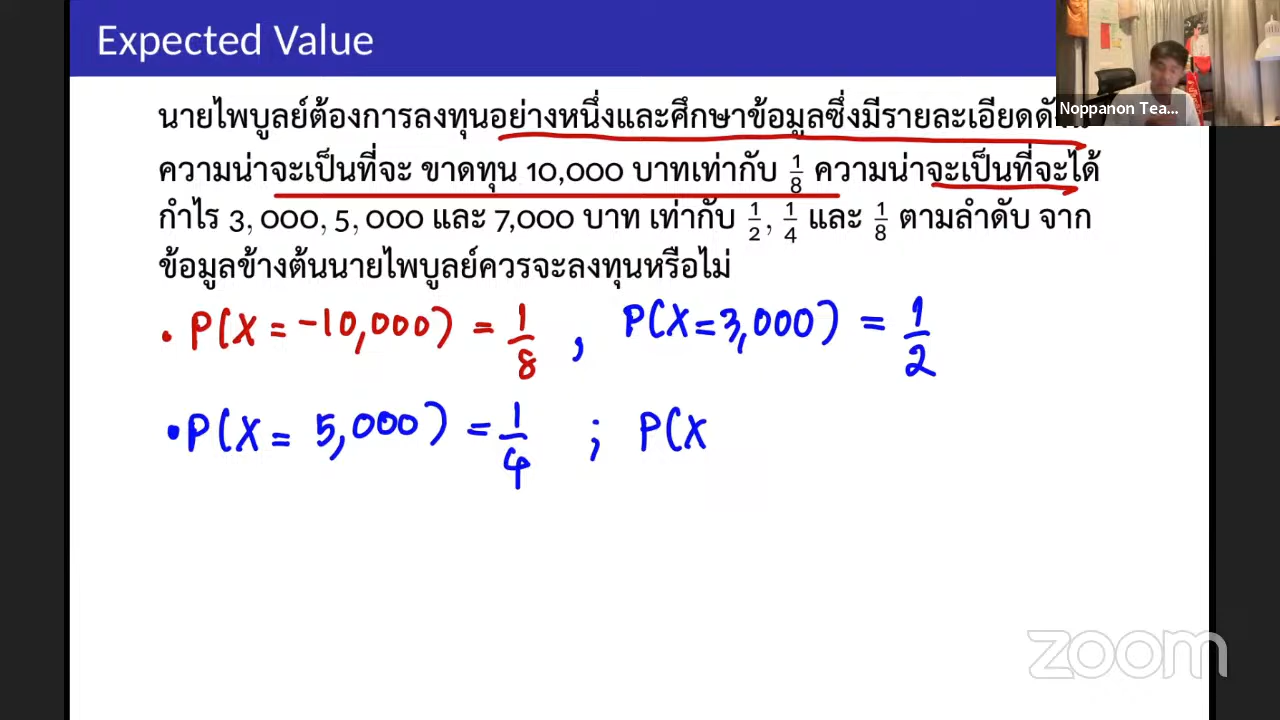 Expected Value
Noppanon Tea...
นายไพบูลย์ต้องการลงทุนอย่างหนึ่งและศึกษาข้อมูลซึ่งมีรายละเอียด
ความน่าจะเป็นที่จะ ขาดทุน 10,000 บาทเท่ากับ 1/8 ความน่าจะเป็นที่จะได้
กำไร 3, 000, 5, 000 และ 7,000 บาท เท่ากับ 1/2, 1/4 และ 1/8 ตามลำดับ จาก
ข้อมูลข้างต้นนายไพบูลย์ควรจะลงทุนหรือไม่
• P(X = -10,000) = 1/8 , P(X = 3,000) = 1/2
• P(X = 5,000) = 1/4 ; P(X
zoom